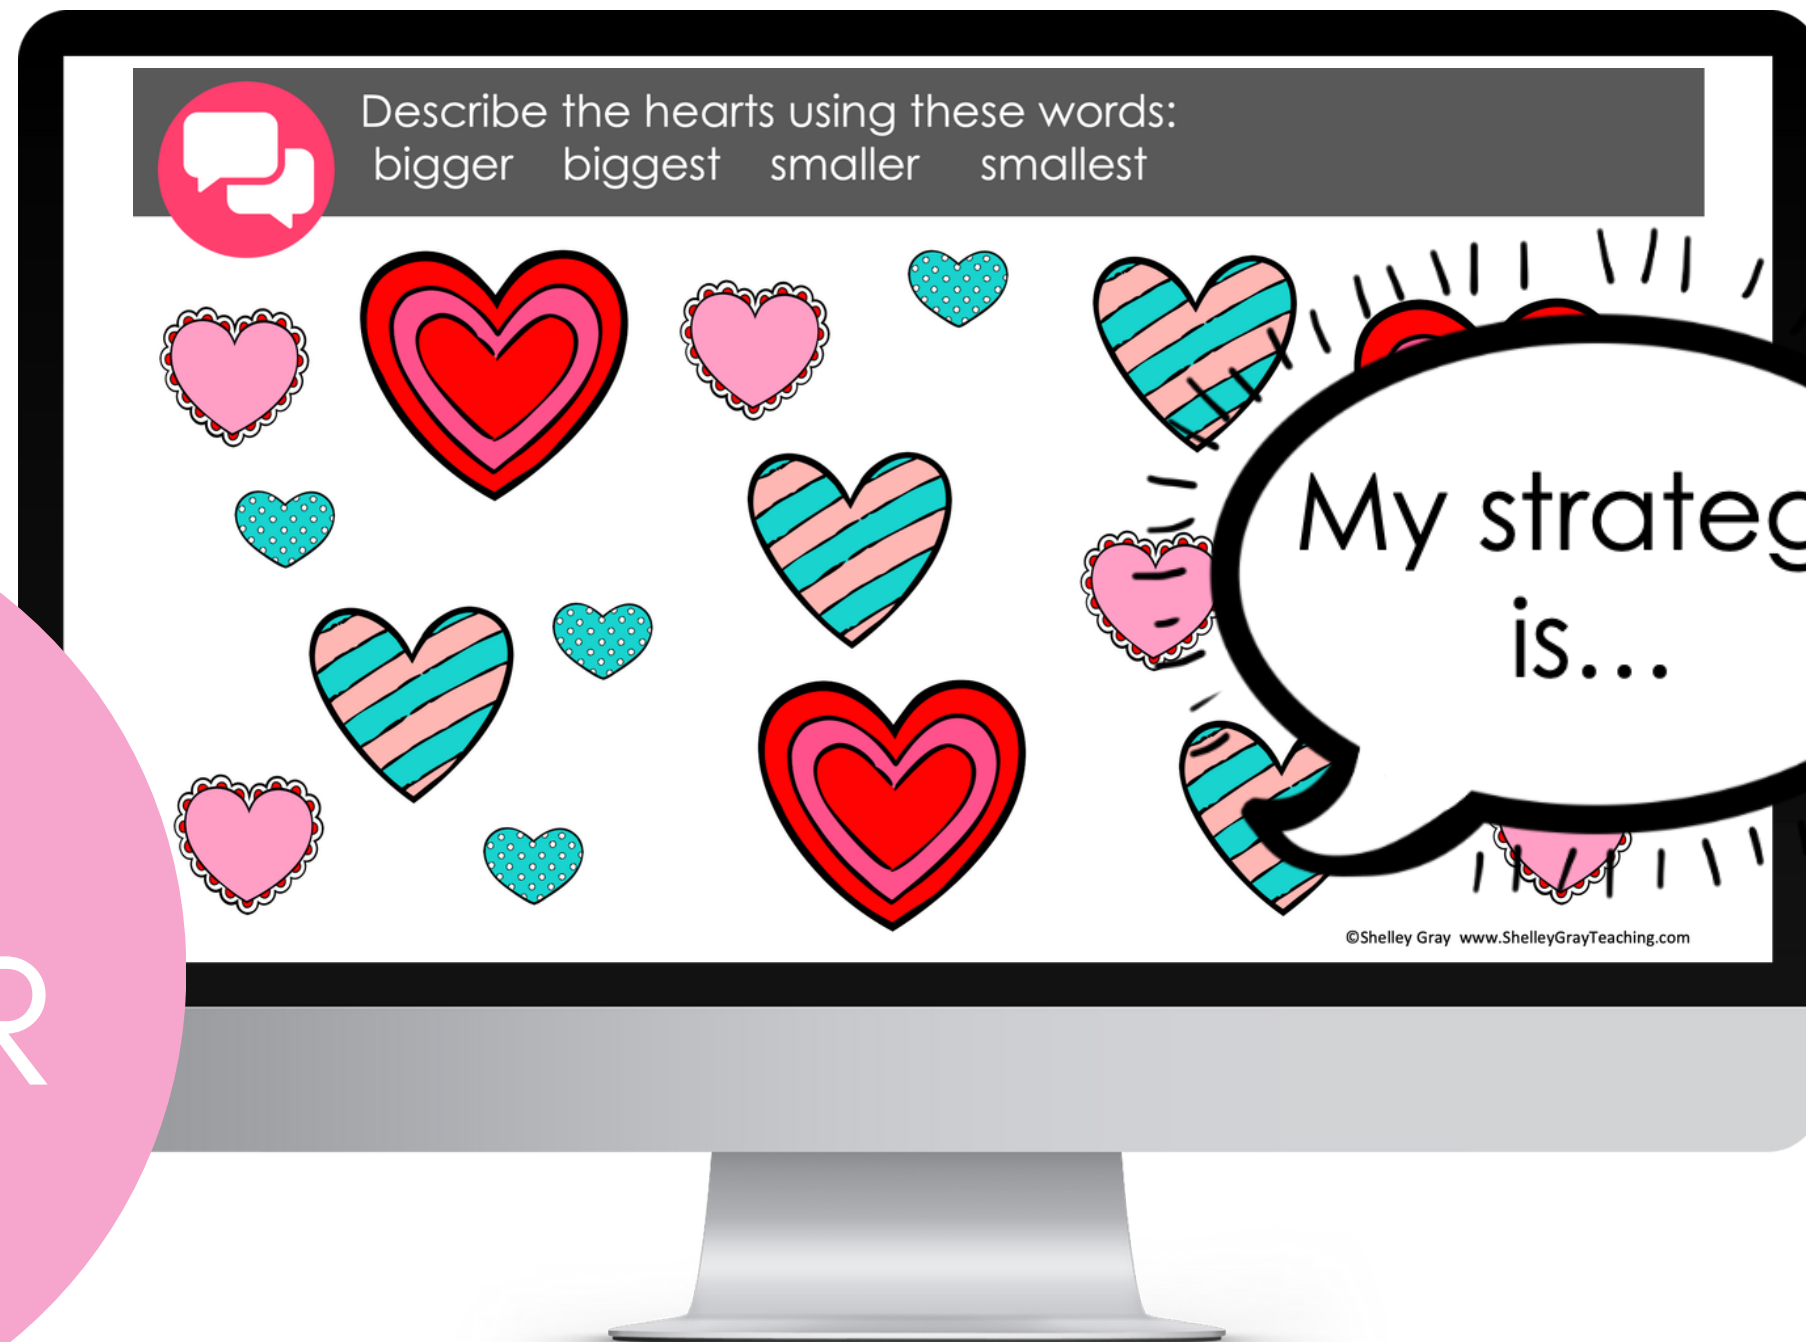 Describe the hearts using these words:
bigger biggest smaller smallest
My strateg
is...
R
©Shelley Gray www.ShelleyGrayTeaching.com